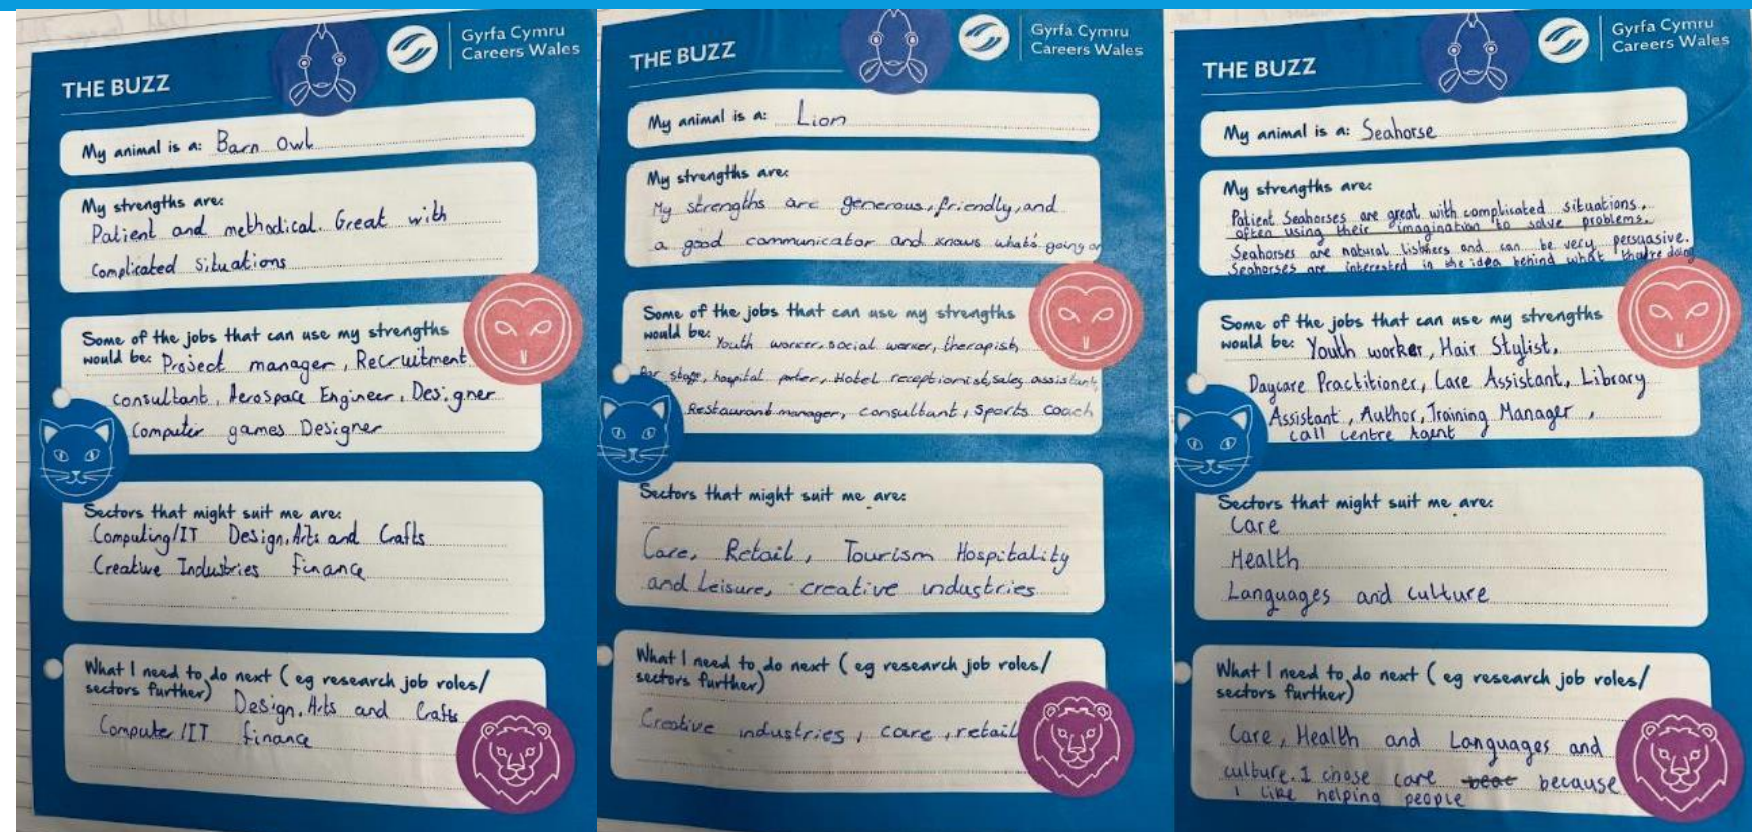 THE BUZZ
Gyrfa Cymru
Careers Wales
My animal is a: Barn Owl
My strengths are:
Patient and methodical. Great with
Complicated Situations
Some of the jobs that can use my strengths
would be: Project manager, Recruitment
consultant, Aerospace Engineer, Designer
Computer games Designer
Sectors that might suit me are:
Computing/IT Design, Arts and Crafts
Creative Industries finance
What I need to do next (eg research job roles/
sectors further) Design, Arts and Crafts
Computer/IT finance
THE BUZZ
Gyrfa Cymru
Careers Wales
My animal is a: Lion
My strengths are:
My strengths are generous, friendly, and
a good communicator and knows what's going on
Some of the jobs that can use my strengths
would be: Youth worker, social worker, therapist,
Bar staff, hospital porter, Hotel receptionist, sales assistant,
Restaurant manager, consultant, Sports coach
Sectors that might suit me are:
Care, Retail, Tourism Hospitality
and Leisure, creative industries
What I need to do next (eg research job roles/
sectors further)
Creative industries, care, retail
THE BUZZ
Gyrfa Cymru
Careers Wales
My animal is a: Seahorse
My strengths are:
Patient Seahorses are great with complicated situations,
often using their imagination to solve problems.
Seahorses are natural listners and can be very persuasive.
Seahorses are interested in the idea behind what they're doing
Some of the jobs that can use my strengths
would be: Youth worker, Hair Stylist,
Daycare Practitioner, Care Assistant, Library
Assistant, Author, Training Manager,
call centre Agent
Sectors that might suit me are:
Care
Health
Languages and culture
What I need to do next (eg research job roles/
sectors further)
Care, Health and Languages and
culture. I chose care because
I like helping people